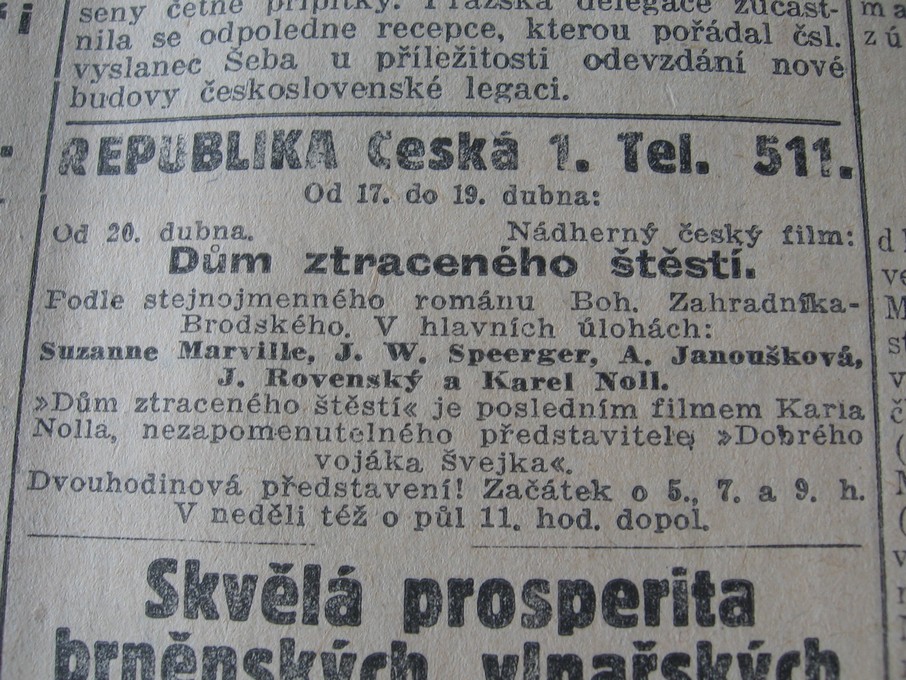 seny četné přípitky. Pražská delegace zúčast-
nila se odpoledne recepce, kterou pořádal čsl.
vyslanec Šeba u příležitosti odevzdání nové
budovy československé legaci.
REPUBLIKA Česká 1. Tel. 511.
Od 17. do 19. dubna:
Od 20. dubna. Nádherný český film:
Dům ztraceného štěstí.
Podle stejnojmenného románu Boh. Zahradníka-
Brodského. V hlavních úlohách:
Suzanne Marville, J. W. Speerger, A. Janoušková,
J. Rovenský a Karel Noll.
»Dům ztraceného štěstí« je posledním filmem Karla
Nolla, nezapomenutelného představitele »Dobrého
vojáka Švejka«.
Dvouhodinová představení! Začátek o 5., 7. a 9. h.
V neděli též o půl 11. hod. dopol.
Skvělá prosperita
brněnských vlnařských